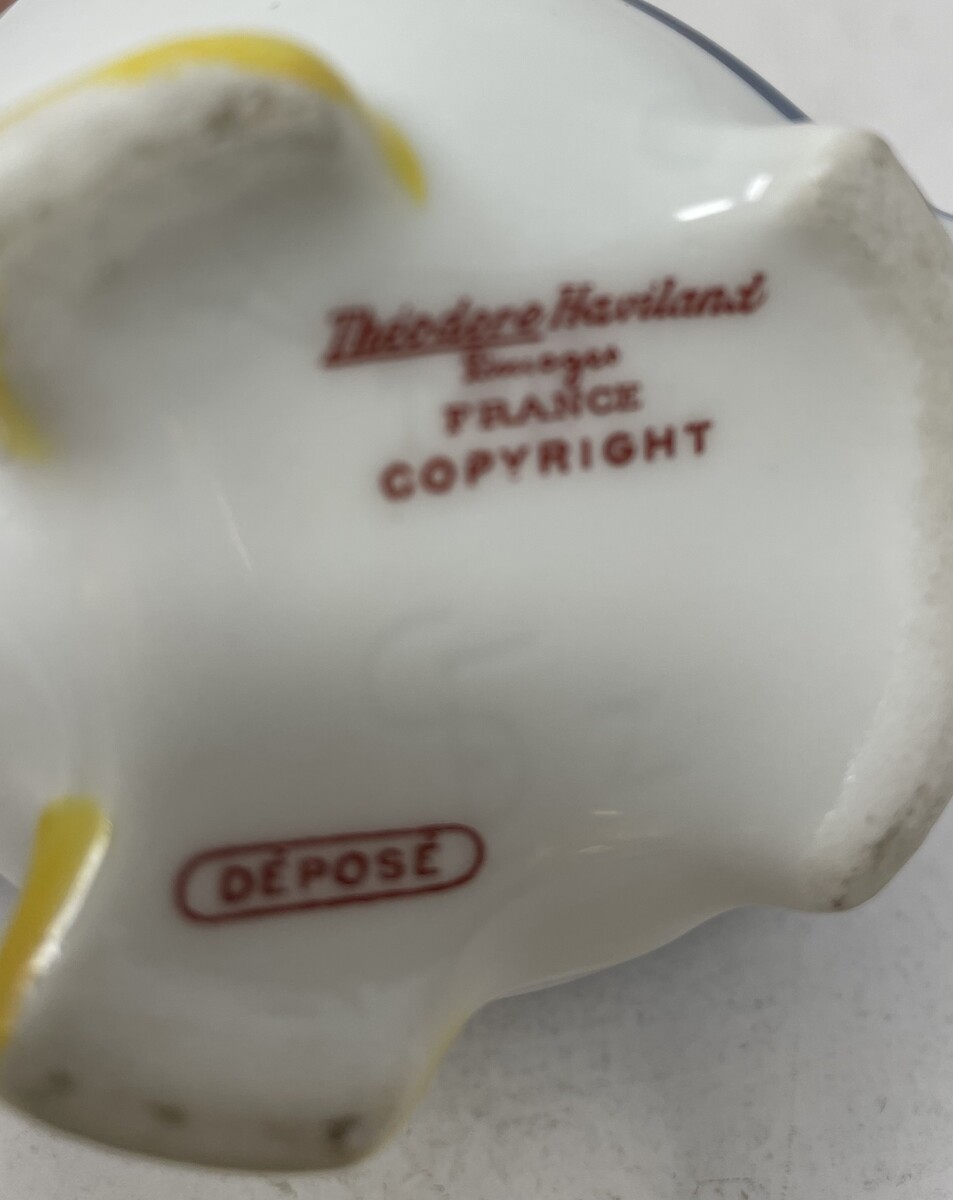 Théodore Haviland
Limoges
FRANCE
COPYRIGHT
DÉPOSÉ